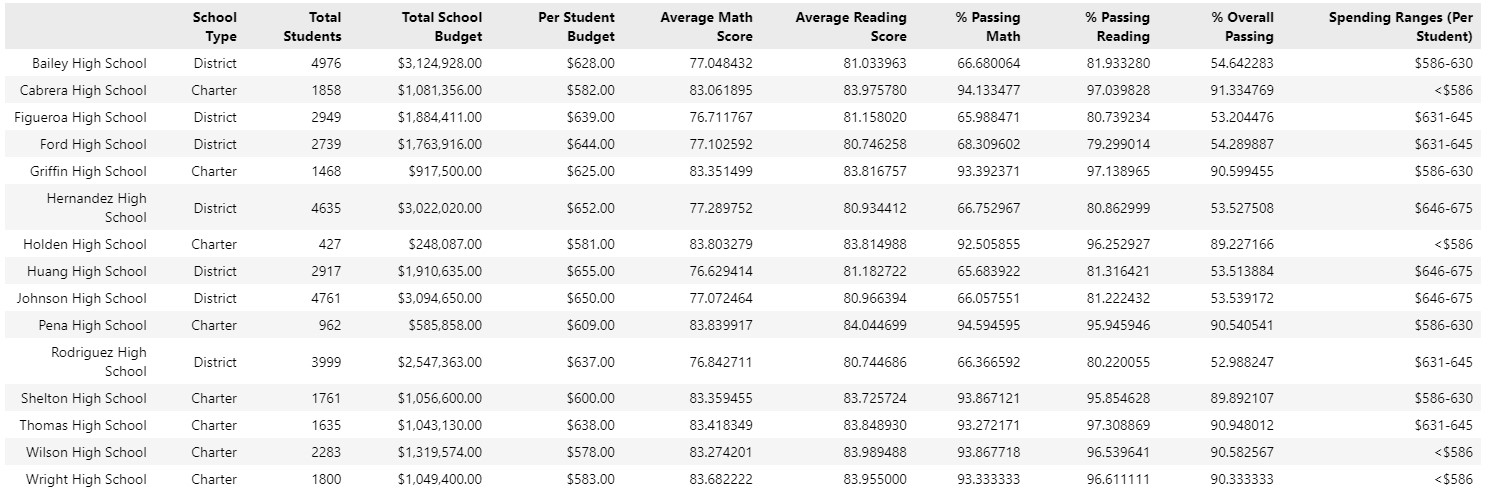 School Type Total Students Total School Budget Per Student Budget Average Math Score Average Reading Score % Passing Math % Passing Reading % Overall Passing Spending Ranges (Per Student)
Bailey High School District 4976 $3,124,928.00 $628.00 77.048432 81.033963 66.680064 81.933280 54.642283 $586-630
Cabrera High School Charter 1858 $1,081,356.00 $582.00 83.061895 83.975780 94.133477 97.039828 91.334769 <$586
Figueroa High School District 2949 $1,884,411.00 $639.00 76.711767 81.158020 65.988471 80.739234 53.204476 $631-645
Ford High School District 2739 $1,763,916.00 $644.00 77.102592 80.746258 68.309602 79.299014 54.289887 $631-645
Griffin High School Charter 1468 $917,500.00 $625.00 83.351499 83.816757 93.392371 97.138965 90.599455 $586-630
Hernandez High School District 4635 $3,022,020.00 $652.00 77.289752 80.934412 66.752967 80.862999 53.527508 $646-675
Holden High School Charter 427 $248,087.00 $581.00 83.803279 83.814988 92.505855 96.252927 89.227166 <$586
Huang High School District 2917 $1,910,635.00 $655.00 76.629414 81.182722 65.683922 81.316421 53.513884 $646-675
Johnson High School District 4761 $3,094,650.00 $650.00 77.072464 80.966394 66.057551 81.222432 53.539172 $646-675
Pena High School Charter 962 $585,858.00 $609.00 83.839917 84.044699 94.594595 95.945946 90.540541 $586-630
Rodriguez High School District 3999 $2,547,363.00 $637.00 76.842711 80.744686 66.366592 80.220055 52.988247 $631-645
Shelton High School Charter 1761 $1,056,600.00 $600.00 83.359455 83.725724 93.867121 95.854628 89.892107 $586-630
Thomas High School Charter 1635 $1,043,130.00 $638.00 83.418349 83.848930 93.272171 97.308869 90.948012 $631-645
Wilson High School Charter 2283 $1,319,574.00 $578.00 83.274201 83.989488 93.867718 96.539641 90.582567 <$586
Wright High School Charter 1800 $1,049,400.00 $583.00 83.682222 83.955000 93.333333 96.611111 90.333333 <$586